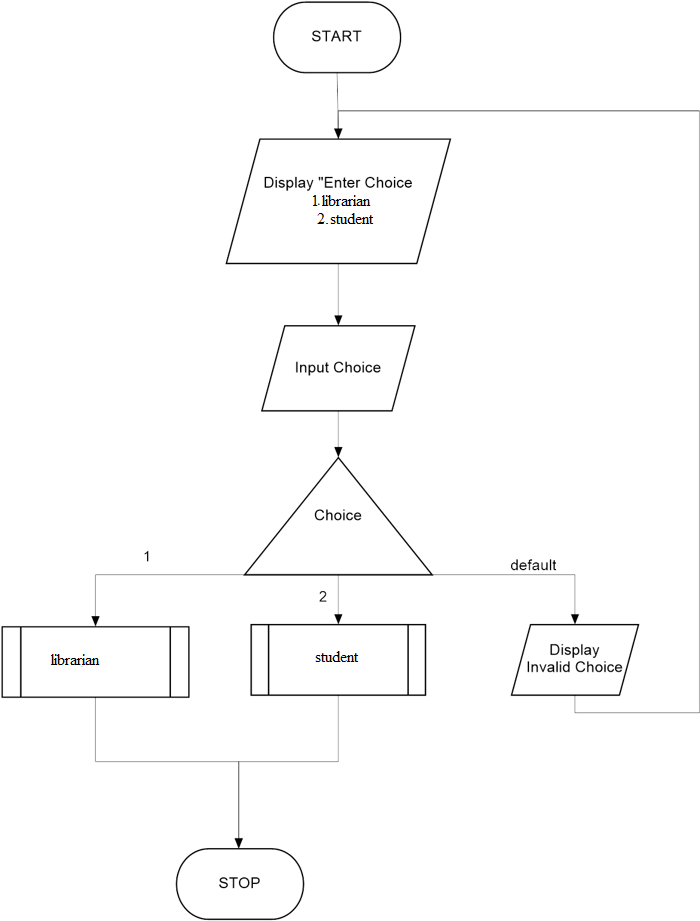 START
Display "Enter Choice
1.librarian
2.student
Input Choice
Choice
1
2
default
librarian
student
Display
Invalid Choice
STOP